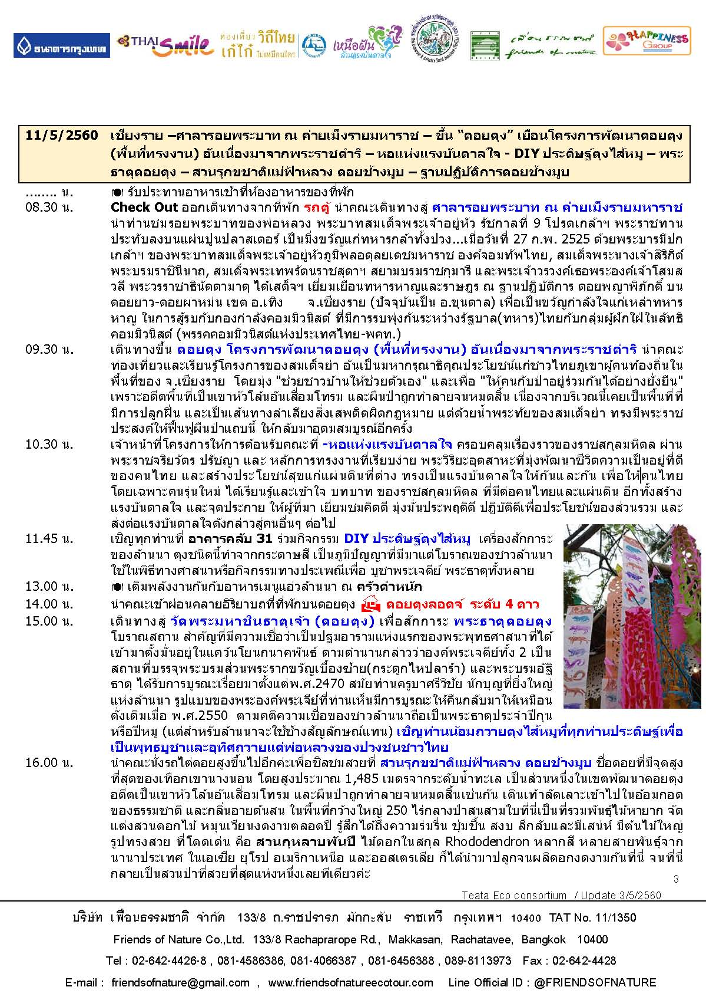 ธนาคารกรุงเทพ
THAI Smile
ท่องเที่ยว วิถีไทย
เก๋ไก๋ ไม่เหมือนใคร
เหนือฝัน
ล้านแรงบันดาลใจ
เพื่อนธรรมชาติ
friends of nature
HAPPINESS
GROUP
11/5/2560 เชียงราย –ศาลารอยพระบาท ณ ค่ายเม็งรายมหาราช – ขึ้น “ดอยตุง” เยือนโครงการพัฒนาดอยตุง
(พื้นที่ทรงงาน) อันเนื่องมาจากพระราชดำริ – หอแห่งแรงบันดาลใจ - DIY ประดิษฐ์ตุงไส้หมู – พระ
ธาตุดอยตุง – สวนรุกขชาติแม่ฟ้าหลวง ดอยช้างมูบ – ฐานปฏิบัติการดอยช้างมูบ
........ น. รับประทานอาหารเช้าที่ห้องอาหารของที่พัก
08.30 น. Check Out ออกเดินทางจากที่พัก รถตู้ นำคณะเดินทางสู่ ศาลารอยพระบาท ณ ค่ายเม็งรายมหาราช
นำท่านชมรอยพระบาทของพ่อหลวง พระบาทสมเด็จพระเจ้าอยู่หัว รัชกาลที่ 9 โปรดเกล้าฯ พระราชทาน
ประทับลงบนแผ่นปูนปลาสเตอร์ เป็นมิ่งขวัญแก่ทหารกล้าทั้งปวง...เมื่อวันที่ 27 ก.พ. 2525 ด้วยพระบารมีปก
เกล้าฯ ของพระบาทสมเด็จพระเจ้าอยู่หัวภูมิพลอดุลยเดชมหาราช องค์จอมทัพไทย, สมเด็จพระนางเจ้าสิริกิต์
พระบรมราชินีนาถ, สมเด็จพระเทพรัตนราชสุดาฯ สยามบรมราชกุมารี และพระเจ้าวรวงค์เธอพระองค์เจ้าโสมส
วลี พระวรราชาธินัดดามาตุ ได้เสด็จฯ เยี่ยมเยือนทหารหาญและราษฎร ณ ฐานปฏิบัติการ ดอยพญาพิภักดิ์ บน
ดอยยาว-ดอยผาหม่น เขต อ.เทิง จ.เชียงราย (ปัจจุบันเป็น อ.ขุนตาล) เพื่อเป็นขวัญกำลังใจแก่เหล่าทหาร
หาญ ในการสู้รบกับกองกำลังคอมมิวนิสต์ ที่มีการรบพุ่งกันระหว่างรัฐบาล(ทหาร)ไทยกับกลุ่มผู้ฝักใฝ่ในลัทธิ
คอมมิวนิสต์ (พรรคคอมมิวนิสต์แห่งประเทศไทย-พคท.)
09.30 น. เดินทางขึ้น ดอยตุง โครงการพัฒนาดอยตุง (พื้นที่ทรงงาน) อันเนื่องมาจากพระราชดำริ นำคณะ
ท่องเที่ยวและเรียนรู้โครงการของสมเด็จย่า อันเป็นมหากรุณาธิคุณประโยชน์แก่ชาวไทยภูเขาผู้คนท้องถิ่นใน
พื้นที่ของ จ.เชียงราย โดยมุ่ง "ช่วยชาวบ้านให้ช่วยตัวเอง" และเพื่อ "ให้คนกับป่าอยู่ร่วมกันได้อย่างยั่งยืน"
เพราะอดีตพื้นที่เป็นเขาหัวโล้นอันเสื่อมโทรม และผืนป่าถูกทำลายจนหมดสิ้น เนื่องจากบริเวณนี้เคยเป็นพื้นที่ที่
มีการปลูกฝิ่น และเป็นเส้นทางลำเลียงสิ่งเสพติดผิดกฎหมาย แต่ด้วยน้ำพระทัยของสมเด็จย่า ทรงมีพระราช
ประสงค์ให้ฟื้นฟูผืนป่าแถบนี้ ให้กลับมาอุดมสมบูรณ์อีกครั้ง
10.30 น. เจ้าหน้าที่โครงการให้การต้อนรับคณะที่ -หอแห่งแรงบันดาลใจ ครอบคลุมเรื่องราวของราชสกุลมหิดล ผ่าน
พระราชจริยวัตร ปรัชญา และ หลักการทรงงานที่เรียบง่าย พระวิริยะอุตสาหะที่มุ่งพัฒนาชีวิตความเป็นอยู่ที่ดี
ของคนไทย และสร้างประโยชน์สุขแก่แผ่นดินที่ต่าง ทรงเป็นแรงบันดาลใจให้กันและกัน เพื่อให้คนไทย
โดยเฉพาะคนรุ่นใหม่ ได้เรียนรู้และเข้าใจ บทบาท ของราชสกุลมหิดล ที่มีต่อคนไทยและแผ่นดิน อีกทั้งสร้าง
แรงบันดาลใจ และจุดประกาย ให้ผู้ที่มา เยี่ยมชมคิดดี มุ่งมั่นประพฤติดี ปฏิบัติดีเพื่อประโยชน์ของส่วนรวม และ
ส่งต่อแรงบันดาลใจดังกล่าวสู่คนอื่นๆ ต่อไป
11.45 น. เชิญทุกท่านที่ อาคารคลับ 31 ร่วมกิจกรรม DIY ประดิษฐ์ตุงไส้หมู เครื่องสักการะ
ของล้านนา ตุงชนิดนี้ทำจากกระดาษสี เป็นภูมิปัญญาที่มีมาแต่โบราณของชาวล้านนา
ใช้ในพิธีทางศาสนาหรือกิจกรรมทางประเพณีเพื่อ บูชาพระเจดีย์ พระธาตุทั้งหลาย
13.00 น. เติมพลังงานกันกับอาหารเมนูแอ่วล้านนา ณ ครัวตำหนัก
14.00 น. นำคณะเข้าผ่อนคลายอิริยาบถที่ที่พักบนดอยตุง ดอยตุงลอดจ์ ระดับ 4 ดาว
15.00 น. เดินทางสู่ วัดพระมหาชินธาตุเจ้า (ดอยตุง) เพื่อสักการะ พระธาตุดอยตุง
โบราณสถาน สำคัญที่มีความเชื่อว่าเป็นปฐมอารามแห่งแรกของพระพุทธศาสนาที่ได้
เข้ามาตั้งมั่นอยู่ในแคว้นโยนกนาคพันธ์ ตามตำนานกล่าวว่าองค์พระเจดีย์ทั้ง 2 เป็น
สถานที่บรรจุพระบรมส่วนพระรากขวัญเบื้องซ้าย(กระดูกไหปลาร้า) และพระบรมอัฐิ
ธาตุ ได้รับการบูรณะเรื่อยมาตั้งแต่พ.ศ.2470 สมัยท่านครูบาศรีวิชัย นักบุญที่ยิ่งใหญ่
แห่งล้านนา รูปแบบของพระองค์พระเจีย์ที่ท่านเห็นมีการบูรณะให้คืนกลับมาให้เหมือน
ดั่งเดิมเมื่อ พ.ศ.2550 ตามคติความเชื่อของชาวล้านนาถือเป็นพระธาตุประจำปีกุน
หรือปีหมู (แต่สำหรับล้านนาจะใช้ช้างสัญลักษณ์แทน) เชิญท่านน้อมถวายตุงไส้หมูที่ทุกท่านประดิษฐ์เพื่อ
เป็นพุทธบูชาและอุทิศถวายแด่พ่อหลวงของปวงชนชาวไทย
16.00 น. นำคณะนั่งรถไต่ดอยสูงขึ้นไปอีกค่ะเพื่อชิลชมสวยที่ สวนรุกขชาติแม่ฟ้าหลวง ดอยช้างมูบ ชื่อดอยที่มีจุดสูง
ที่สุดของเทือกเขานางนอน โดยสูงประมาณ 1,485 เมตรจากระดับน้ำทะเล เป็นส่วนหนึ่งในเขตพัฒนาดอยตุง
อดีตเป็นเขาหัวโล้นอันเสื่อมโทรม และผืนป่าถูกทำลายจนหมดสิ้นเช่นกัน เดินเท้าลัดเลาะเข้าไปในอ้อมกอด
ของธรรมชาติ และกลิ่นอายต้นสน ในพื้นที่กว้างใหญ่ 250 ไร่กลางป่าสนสามใบที่นี่เป็นที่รวมพันธุ์ไม้หายาก จัด
แต่งสวนดอกไม้ หมุนเวียนงดงามตลอดปี รู้สึกได้ถึงความร่มรื่น ชุ่มชื้น สงบ ลึกลับและมีเสน่ห์ มีต้นไม้ใหญ่
รูปทรงสวย ที่โดดเด่น คือ สวนกุหลาบพันปี ไม้ดอกในสกุล Rhododendron หลากสี หลายสายพันธุ์จาก
นานาประเทศ ในเอเซีย ยุโรป อเมริกาเหนือ และออสเตรเลีย ก็ได้นำมาปลูกจนผลิดอกงดงามกันที่นี่ จนที่นี่
กลายเป็นสวนป่าที่สวยที่สุดแห่งหนึ่งเลยทีเดียวค่ะ
3
Teata Eco consortium / Update 3/5/2560
บริษัท เพื่อนธรรมชาติ จำกัด 133/8 ถ.ราชปรารภ มักกะสัน ราชเทวี กรุงเทพฯ 10400 TAT No. 11/1350
Friends of Nature Co.,Ltd. 133/8 Rachaprarope Rd., Makkasan, Rachatavee, Bangkok 10400
Tel : 02-642-4426-8 , 081-4586386, 081-4066387 , 081-6456388 , 089-8113973 Fax : 02-642-4428
E-mail : friendsofnature@gmail.com , www.friendsofnatureecotour.com Line Official ID : @FRIENDSOFNATURE